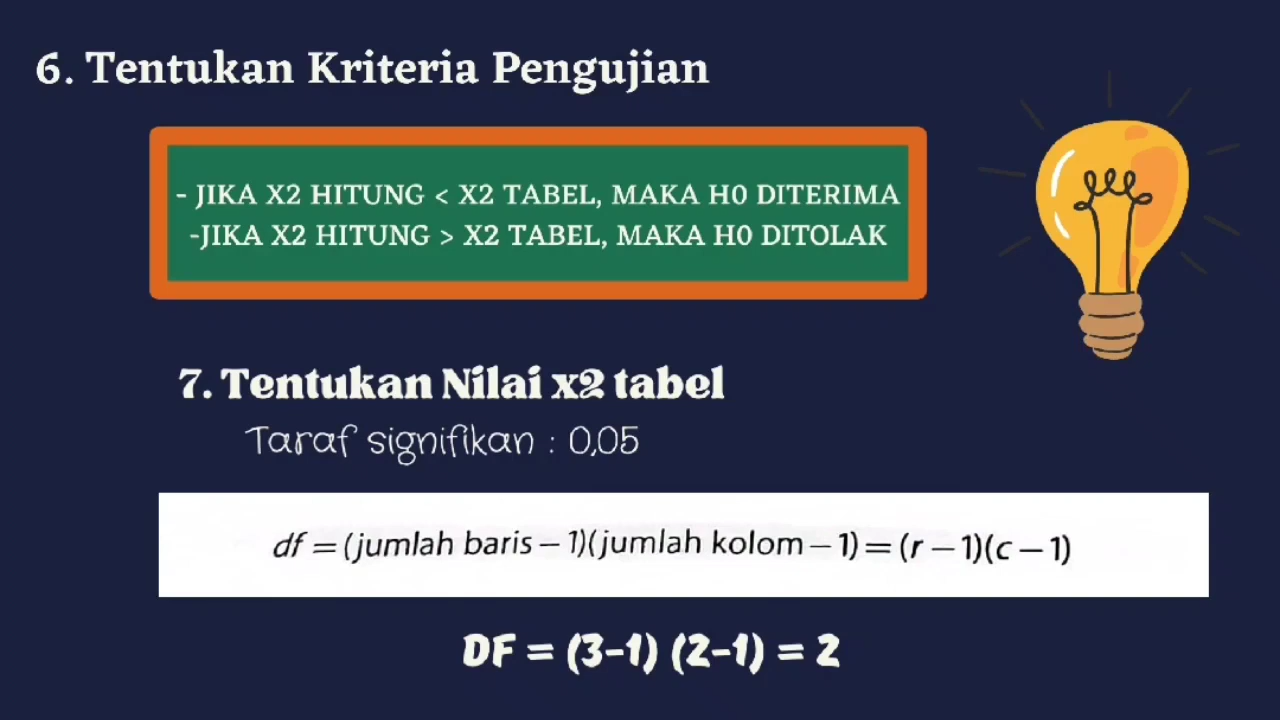 6. Tentukan Kriteria Pengujian
- JIKA X2 HITUNG < X2 TABEL, MAKA H0 DITERIMA
-JIKA X2 HITUNG > X2 TABEL, MAKA H0 DITOLAK
7. Tentukan Nilai x2 tabel
Taraf signifikan : 0,05
df = (jumlah baris – 1)(jumlah kolom – 1) = (r – 1)(c – 1)
DF = (3-1) (2-1) = 2